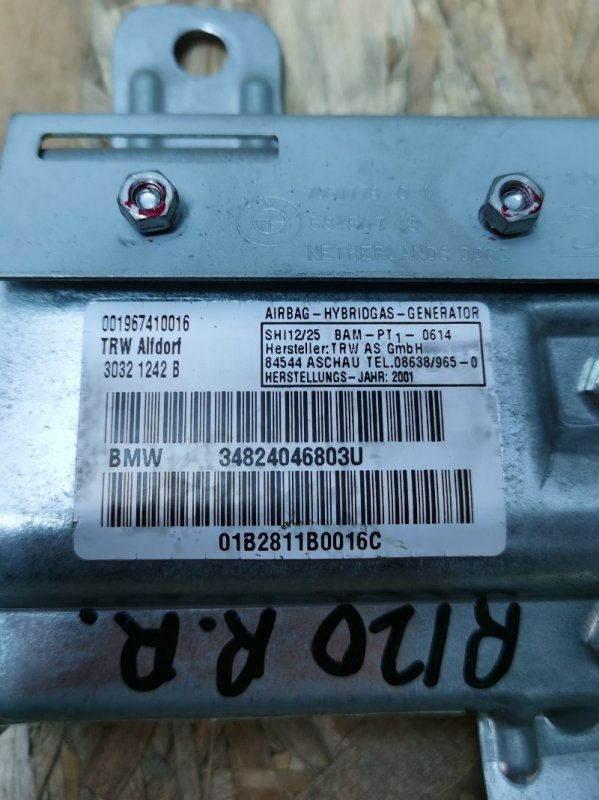 NETHERLANDS
001967410016
TRW Alfdorf
3032 1242 B
AIRBAG-HYBRIDGAS-GENERATOR
SHI12/25 BAM-PT1-0614
Hersteller:TRW AS GmbH
84544 ASCHAU TEL.08638/965-0
HERSTELLUNGS-JAHR: 2001
BMW 34824046803U
01B2811B0016C
R120 R.R.